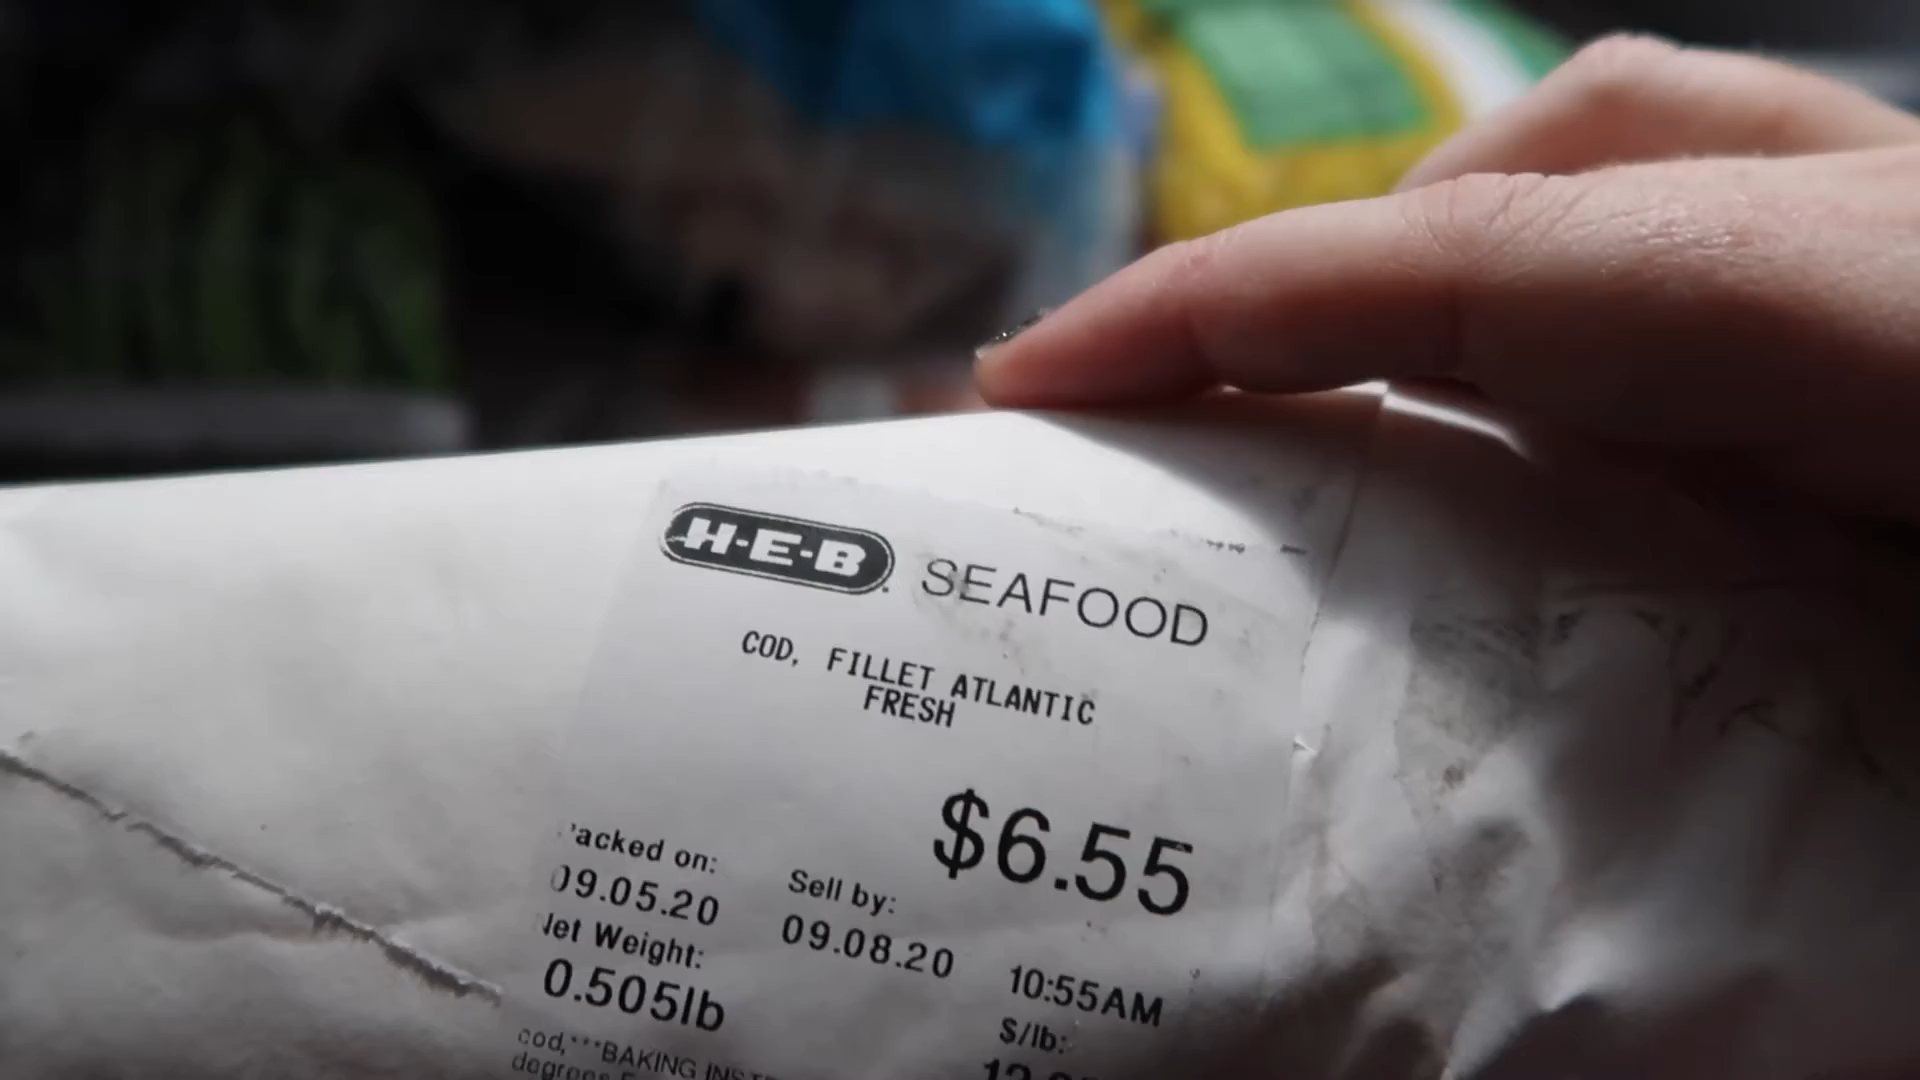 H-E-B. SEAFOOD
COD, FILLET ATLANTIC
FRESH
$6.55
acked on:
09.05.20
Sell by:
09.08.20
10:55AM
Net Weight:
0.505lb
$/lb:
cod,***BAKING